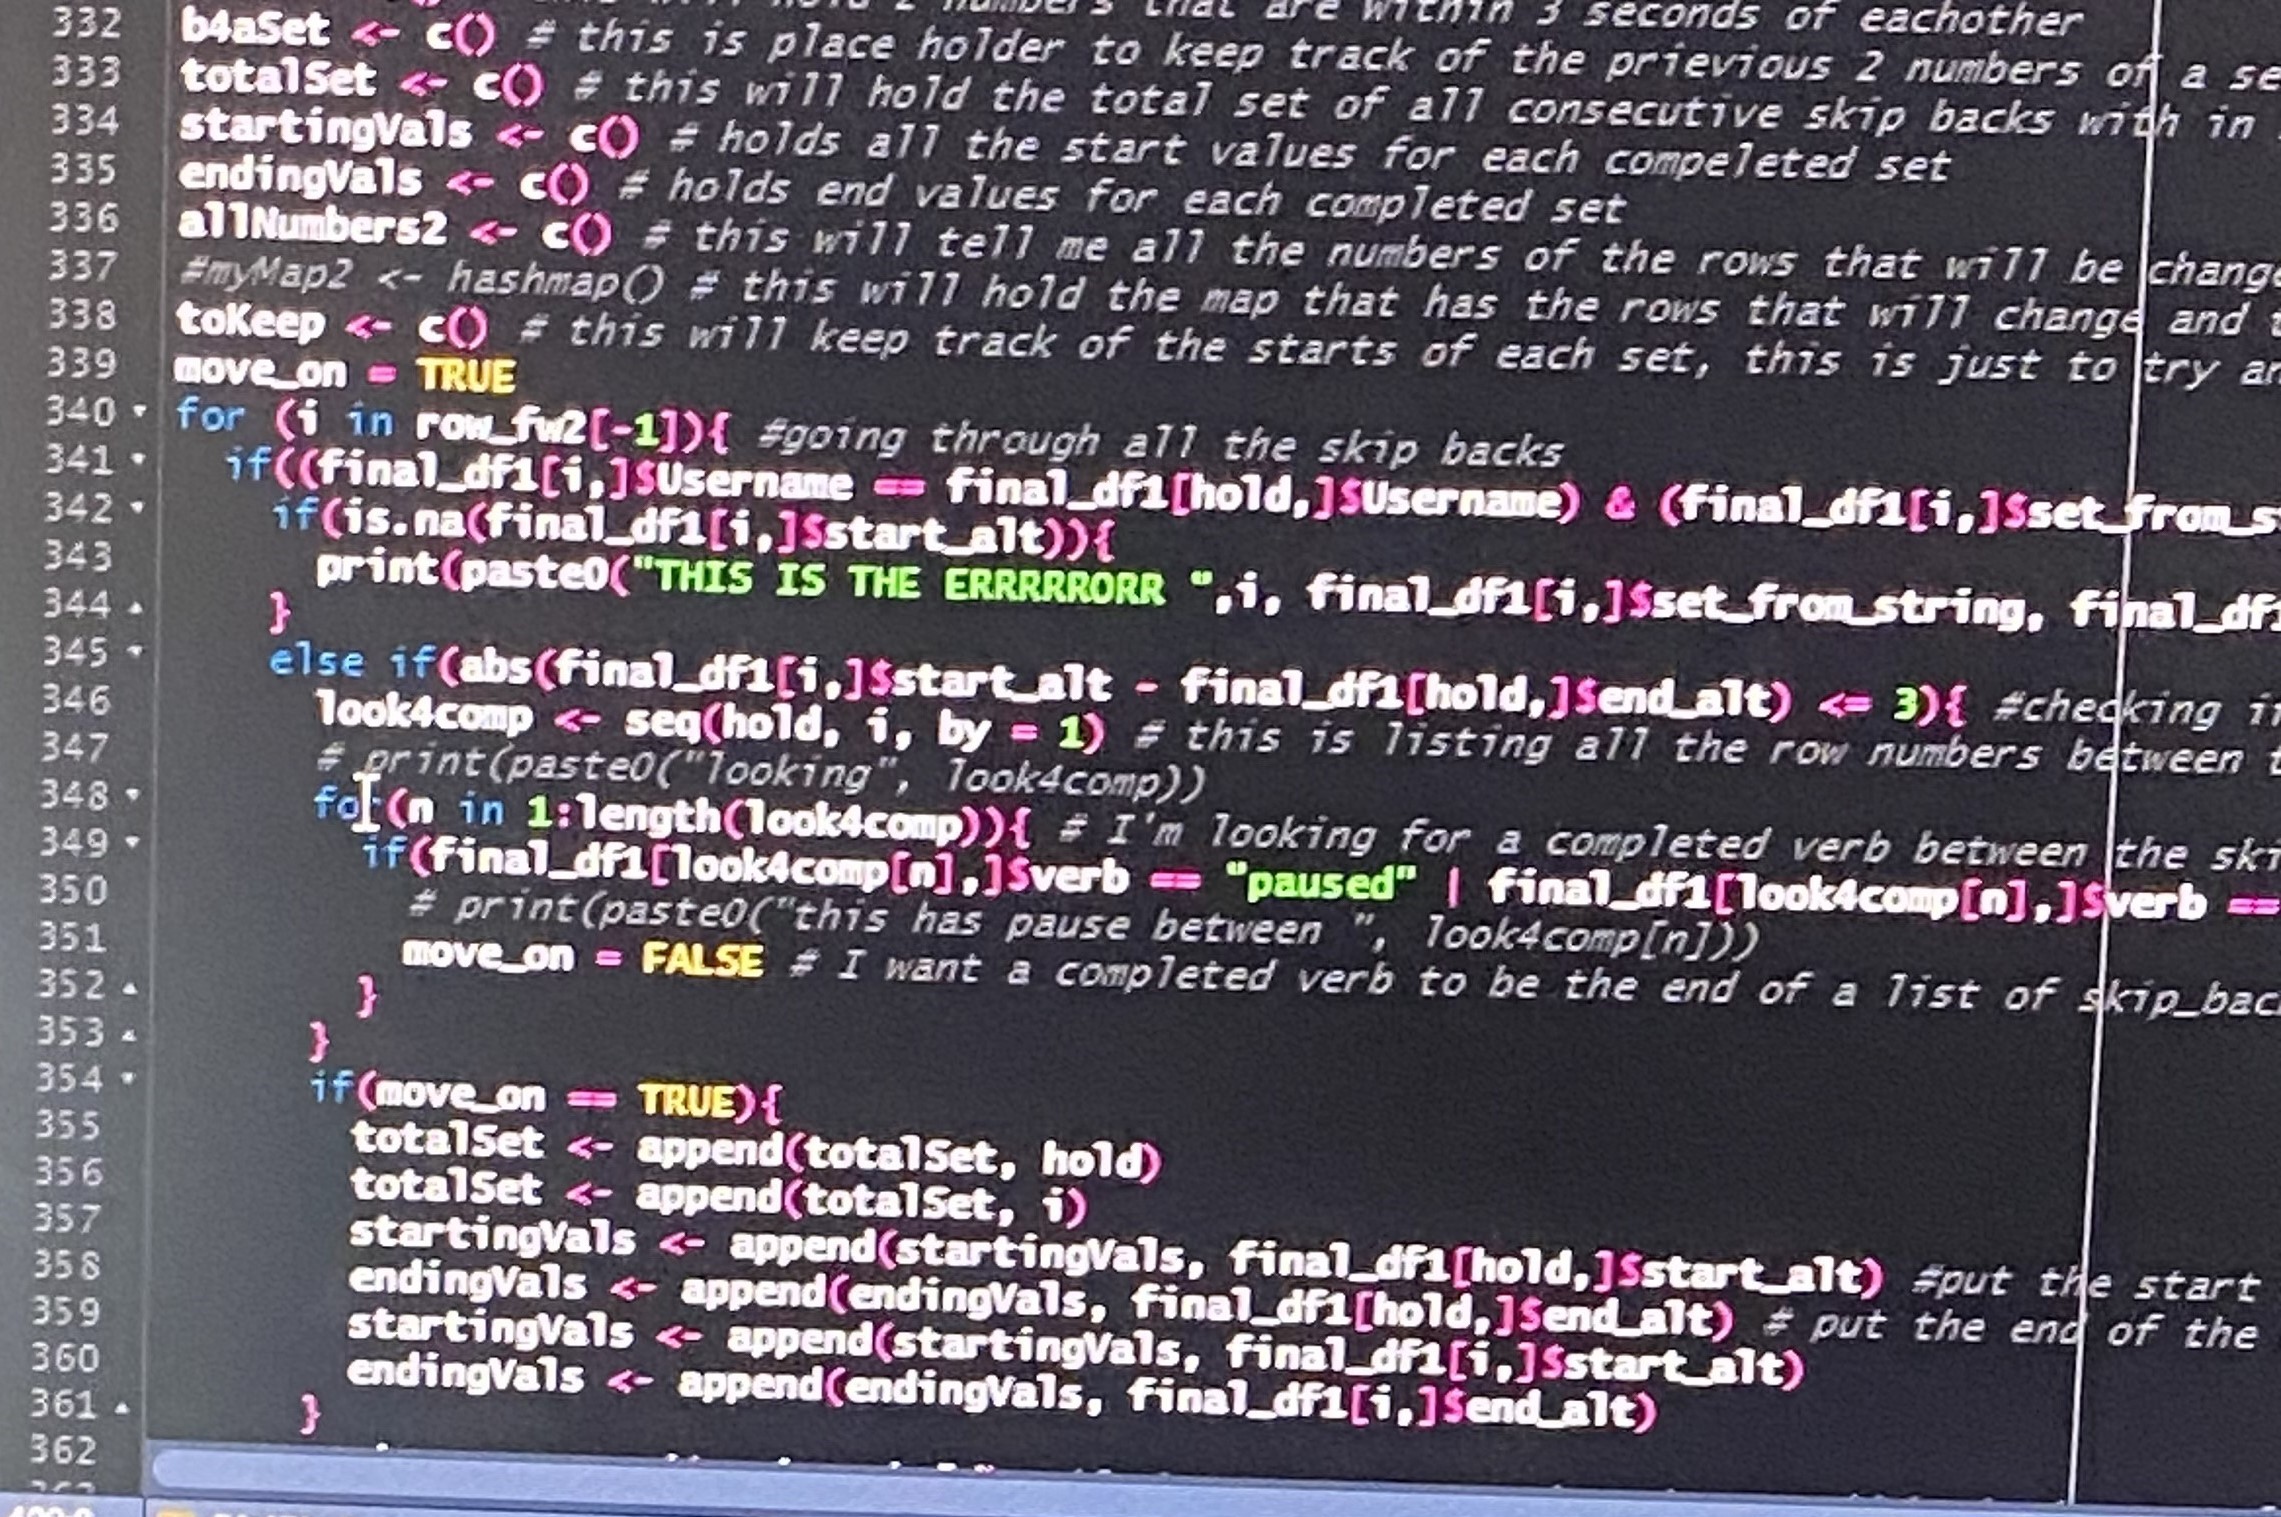 hold 2 numbers that are within 3 seconds of eachother
332 b4aSet <- c() # this is place holder to keep track of the prievious 2 numbers of a se
333 totalSet <- c() # this will hold the total set of all consecutive skip backs with in
334 startingVals <- c() # holds all the start values for each compeleted set
335 endingVals <- c() # holds end values for each completed set
336 allNumbers2 <- c() # this will tell me all the numbers of the rows that will be change
337 #myMap2 <- hashmap() # this will hold the map that has the rows that will change and t
338 toKeep <- c() # this will keep track of the starts of each set, this is just to try an
339 move_on = TRUE
340 for (i in row_fw2[-1]){ #going through all the skip backs
341 if((final_df1[i,]$Username == final_df1[hold,]$Username) & (final_df1[i,]$set_from_st
342 if(is.na(final_df1[i,]$start_alt)){
343 print(paste0("THIS IS THE ERRRRRORR ",i, final_df1[i,]$set_from_string, final_df1
344 }
345 else if(abs(final_df1[i,]$start_alt - final_df1[hold,]$end_alt) <= 3){ #checking if
346 look4comp <- seq(hold, i, by = 1) # this is listing all the row numbers between t
347 # print(paste0("looking", look4comp))
348 for(n in 1:length(look4comp)){ # I'm looking for a completed verb between the ski
349 if(final_df1[look4comp[n],]$verb == "paused" | final_df1[look4comp[n],]$verb ==
350 # print(paste0("this has pause between ", look4comp[n]))
351 move_on = FALSE # I want a completed verb to be the end of a list of skip_bac
352 }
353 }
354 if(move_on == TRUE){
355 totalSet <- append(totalSet, hold)
356 totalSet <- append(totalSet, i)
357 startingVals <- append(startingVals, final_df1[hold,]$start_alt) #put the start
358 endingVals <- append(endingVals, final_df1[hold,]$end_alt) # put the end of the
359 startingVals <- append(startingVals, final_df1[i,]$start_alt)
360 endingVals <- append(endingVals, final_df1[i,]$end_alt)
361 }
362